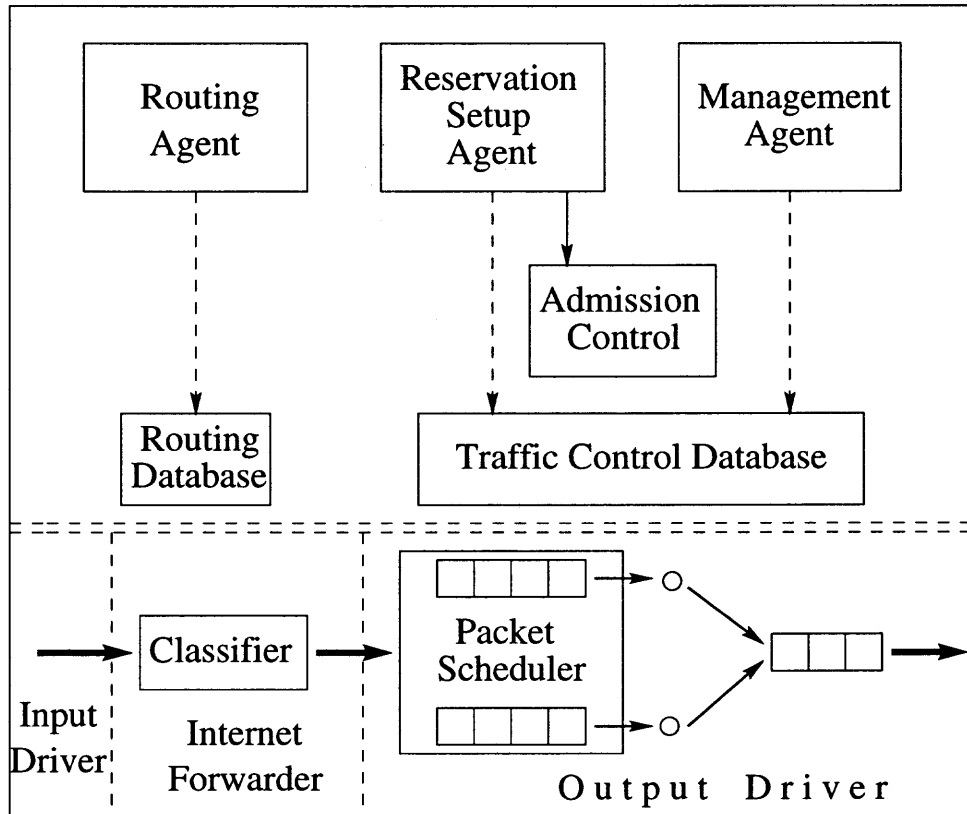 Routing
Agent
Reservation
Setup
Agent
Management
Agent
Admission
Control
Routing
Database
Traffic Control Database
Classifier
Packet
Scheduler
Input
Driver
Internet
Forwarder
Output Driver